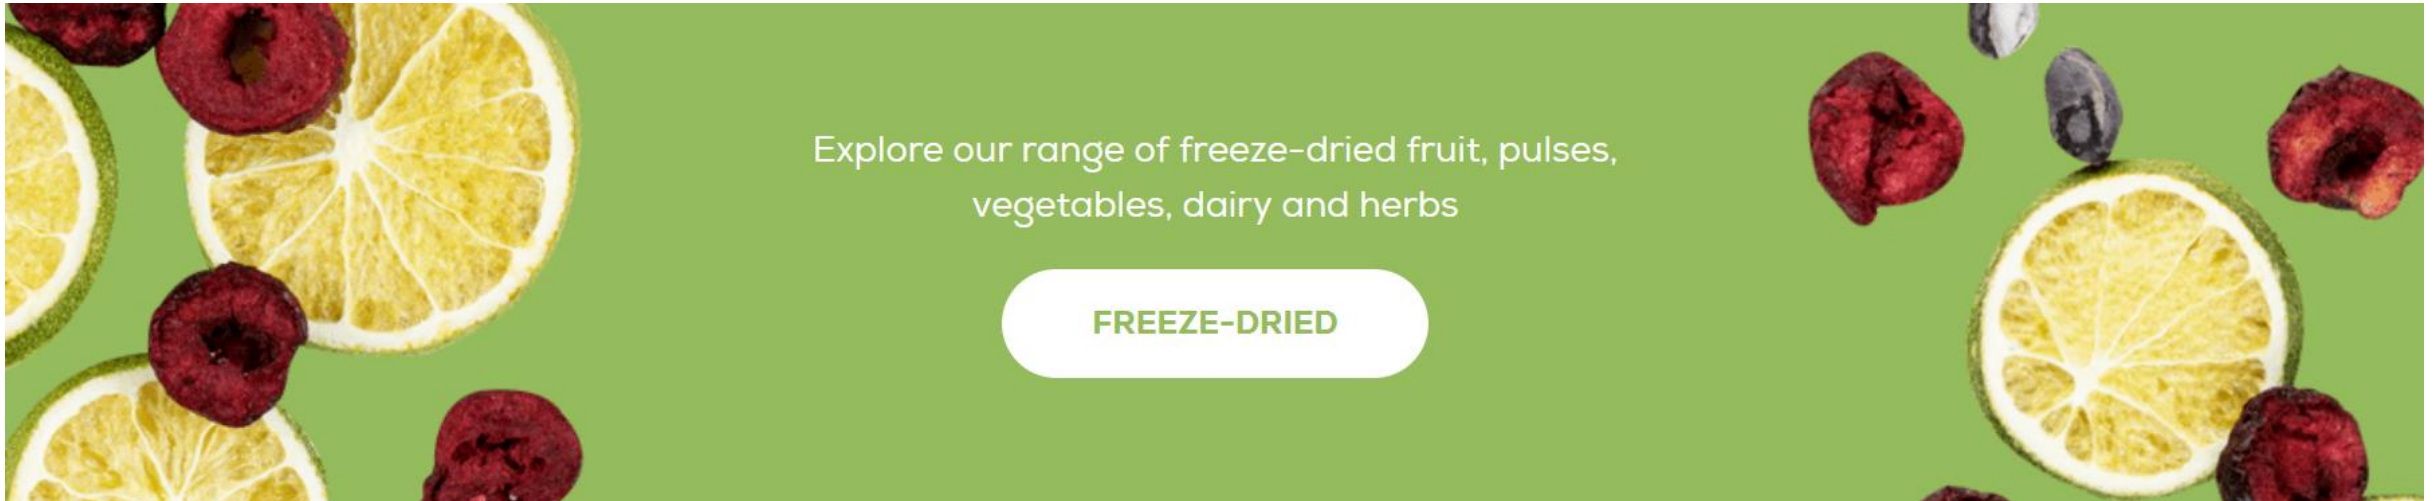 Explore our range of freeze-dried fruit, pulses,
vegetables, dairy and herbs
FREEZE-DRIED